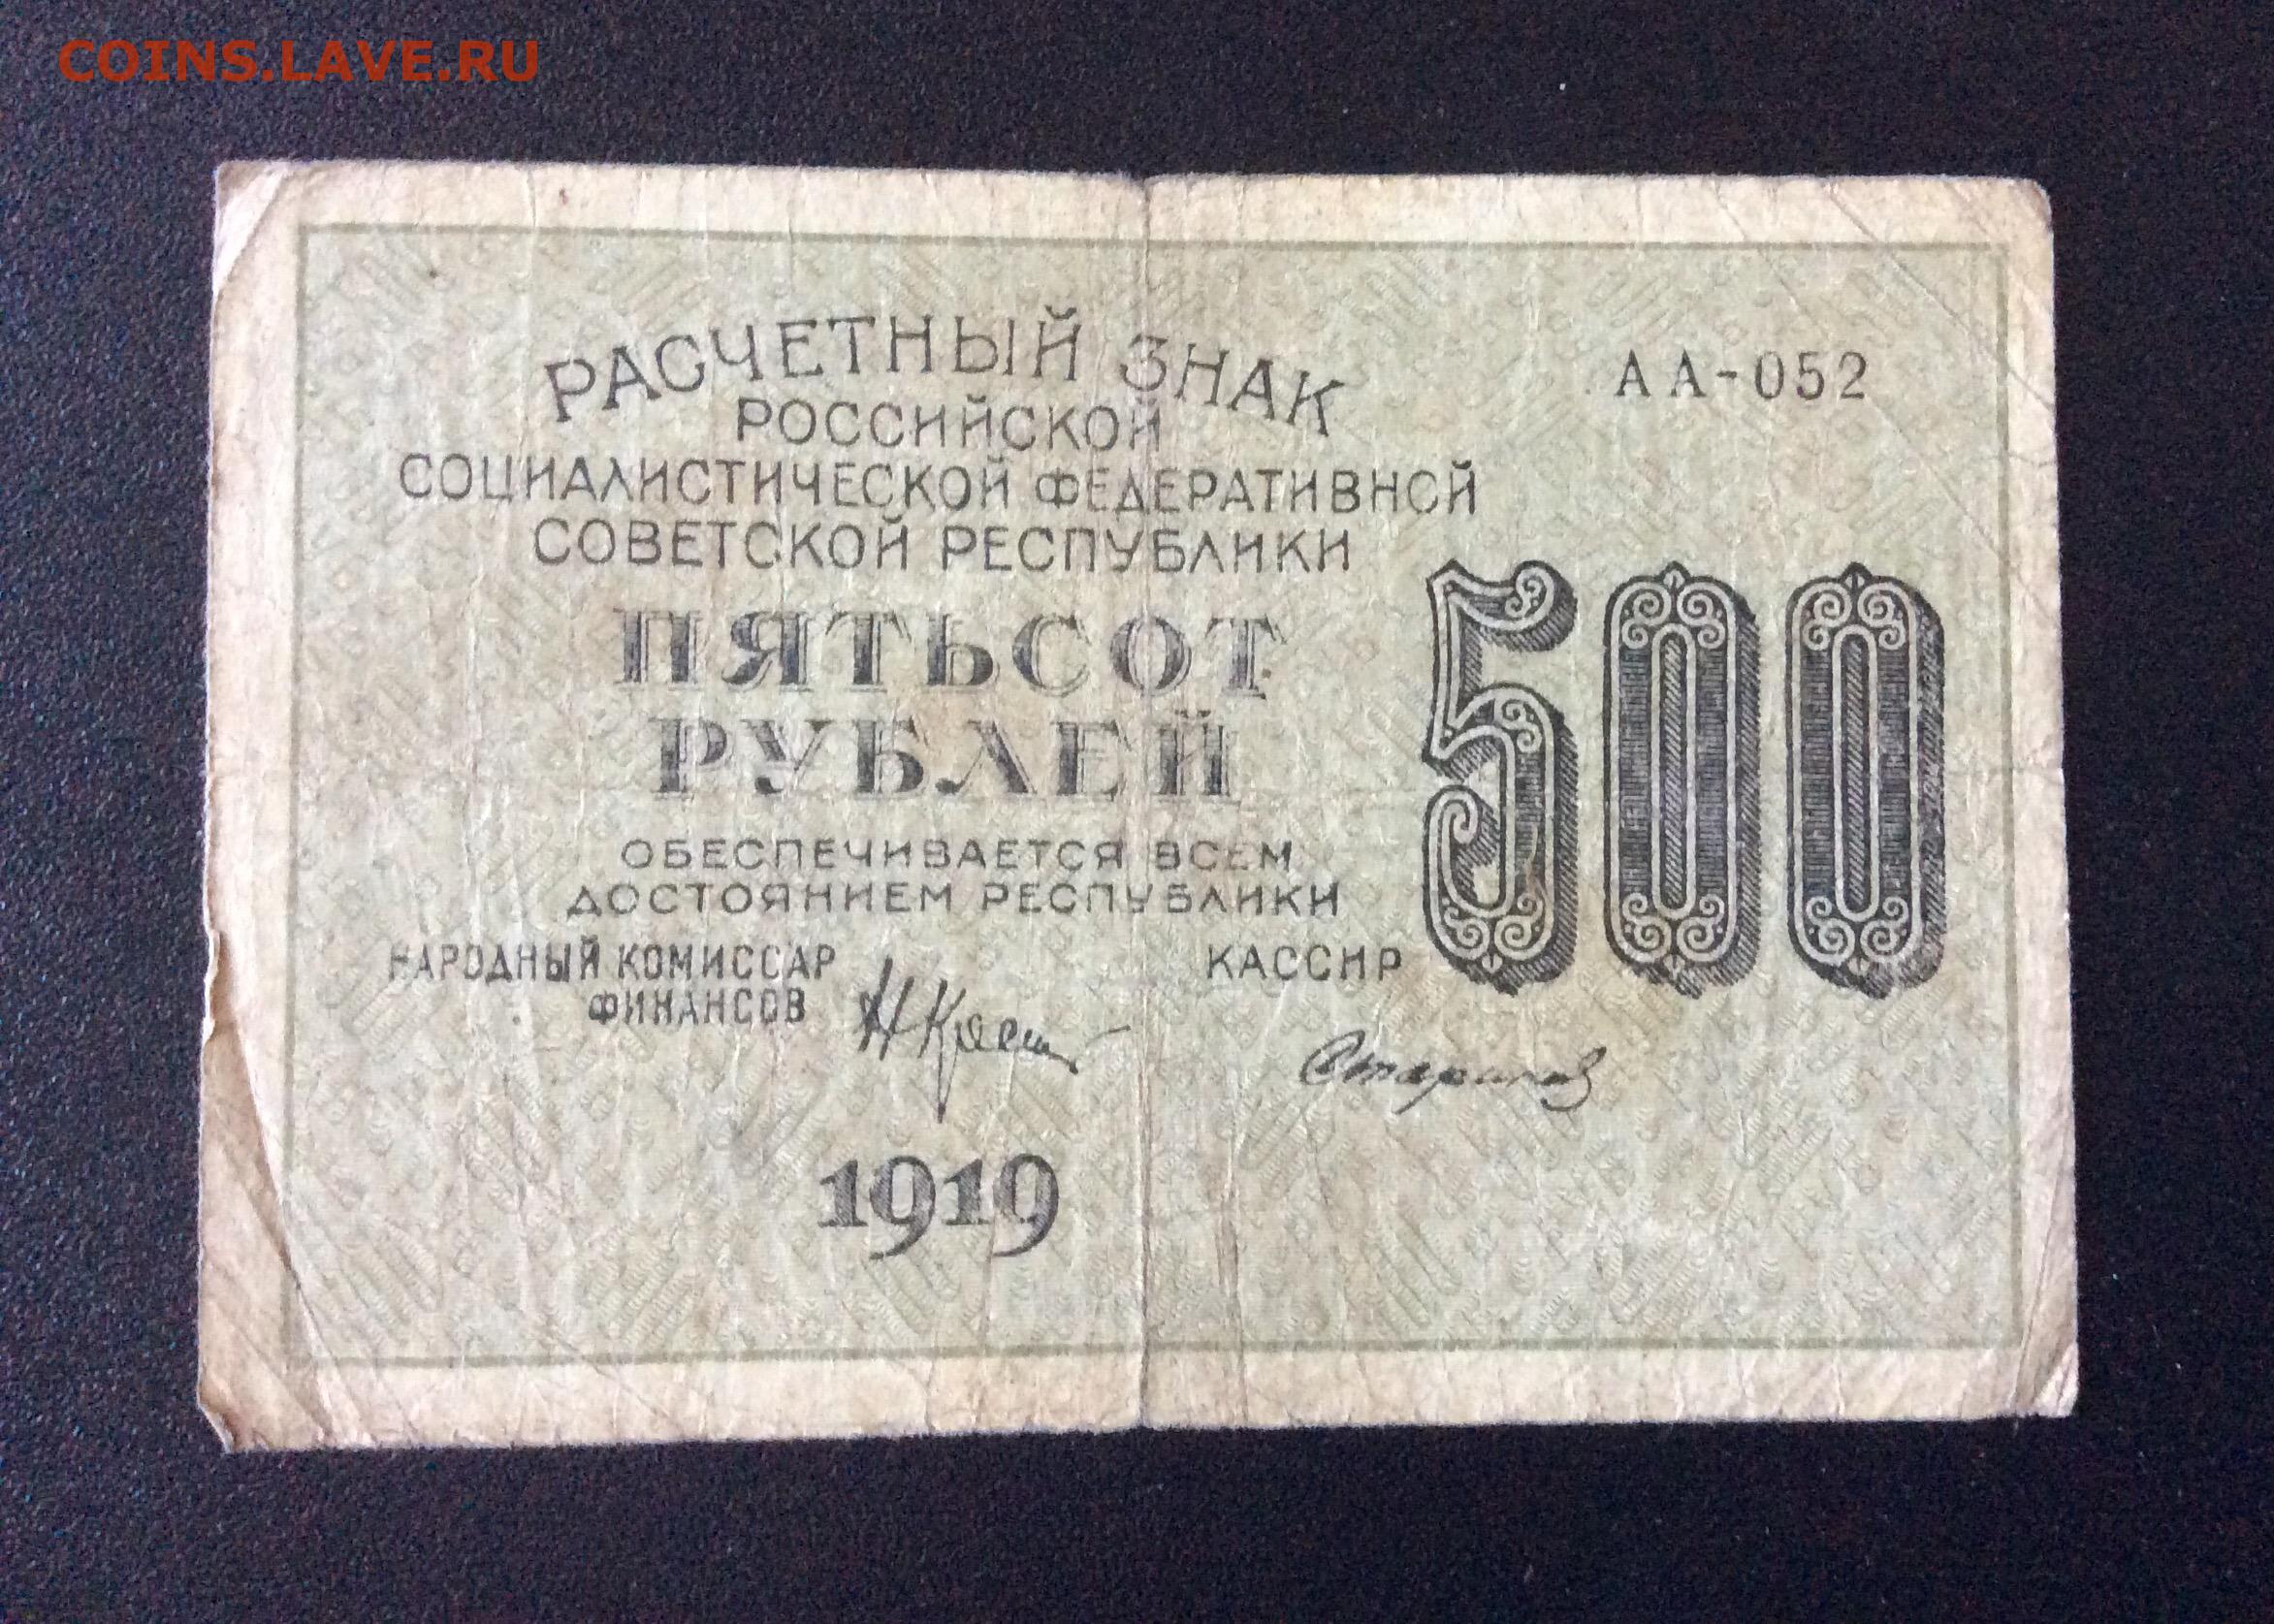 COINS.LAVE.RU
РАСЧЕТНЫЙ ЗНАК
АА-052
РОССИЙСКОЙ
СОЦИАЛИСТИЧЕСКОЙ ФЕДЕРАТИВНОЙ
СОВЕТСКОЙ РЕСПУБЛИКИ
ПЯТЬСОТ
РУБЛЕЙ
500
ОБЕСПЕЧИВАЕТСЯ ВСЕМ
ДОСТОЯНИЕМ РЕСПУБЛИКИ
НАРОДНЫЙ КОМИССАР
ФИНАНСОВ
КАССИР
Стариков
1919